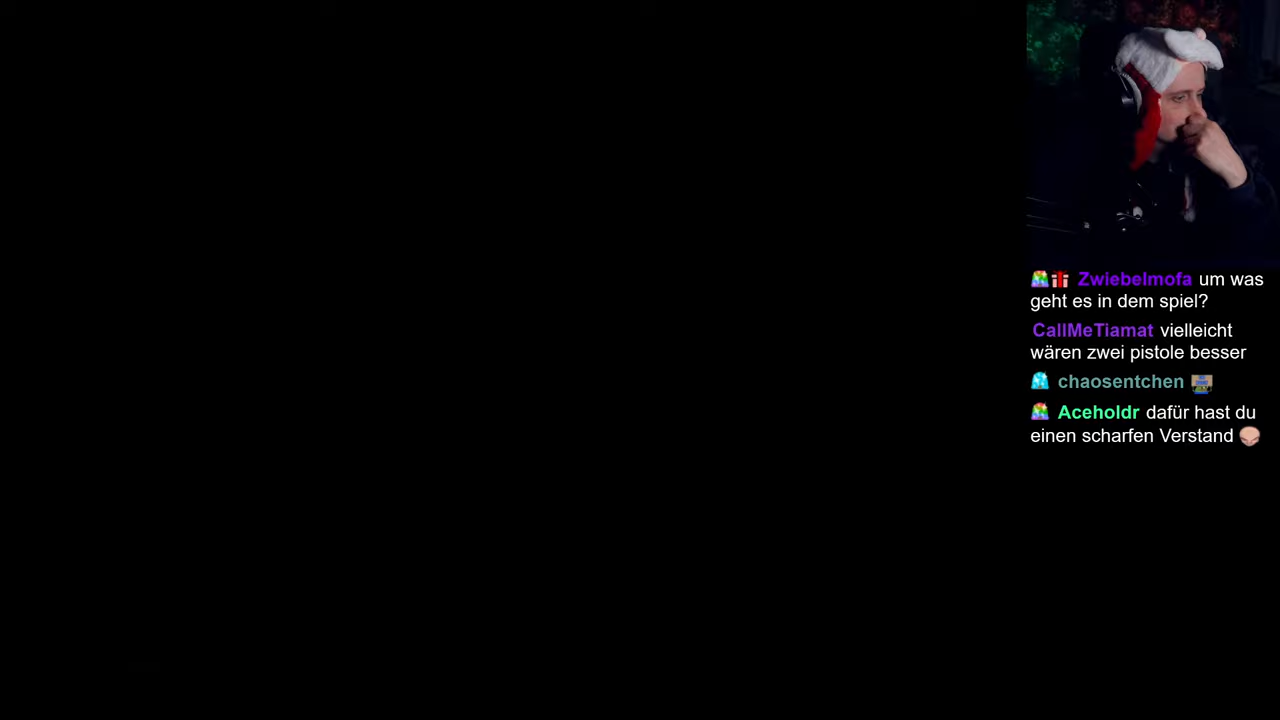 Zwiebelmofa um was
geht es in dem spiel?
CallMeTiamat vielleicht
wären zwei pistole besser
chaosentchen
Aceholdr dafür hast du
einen scharfen Verstand